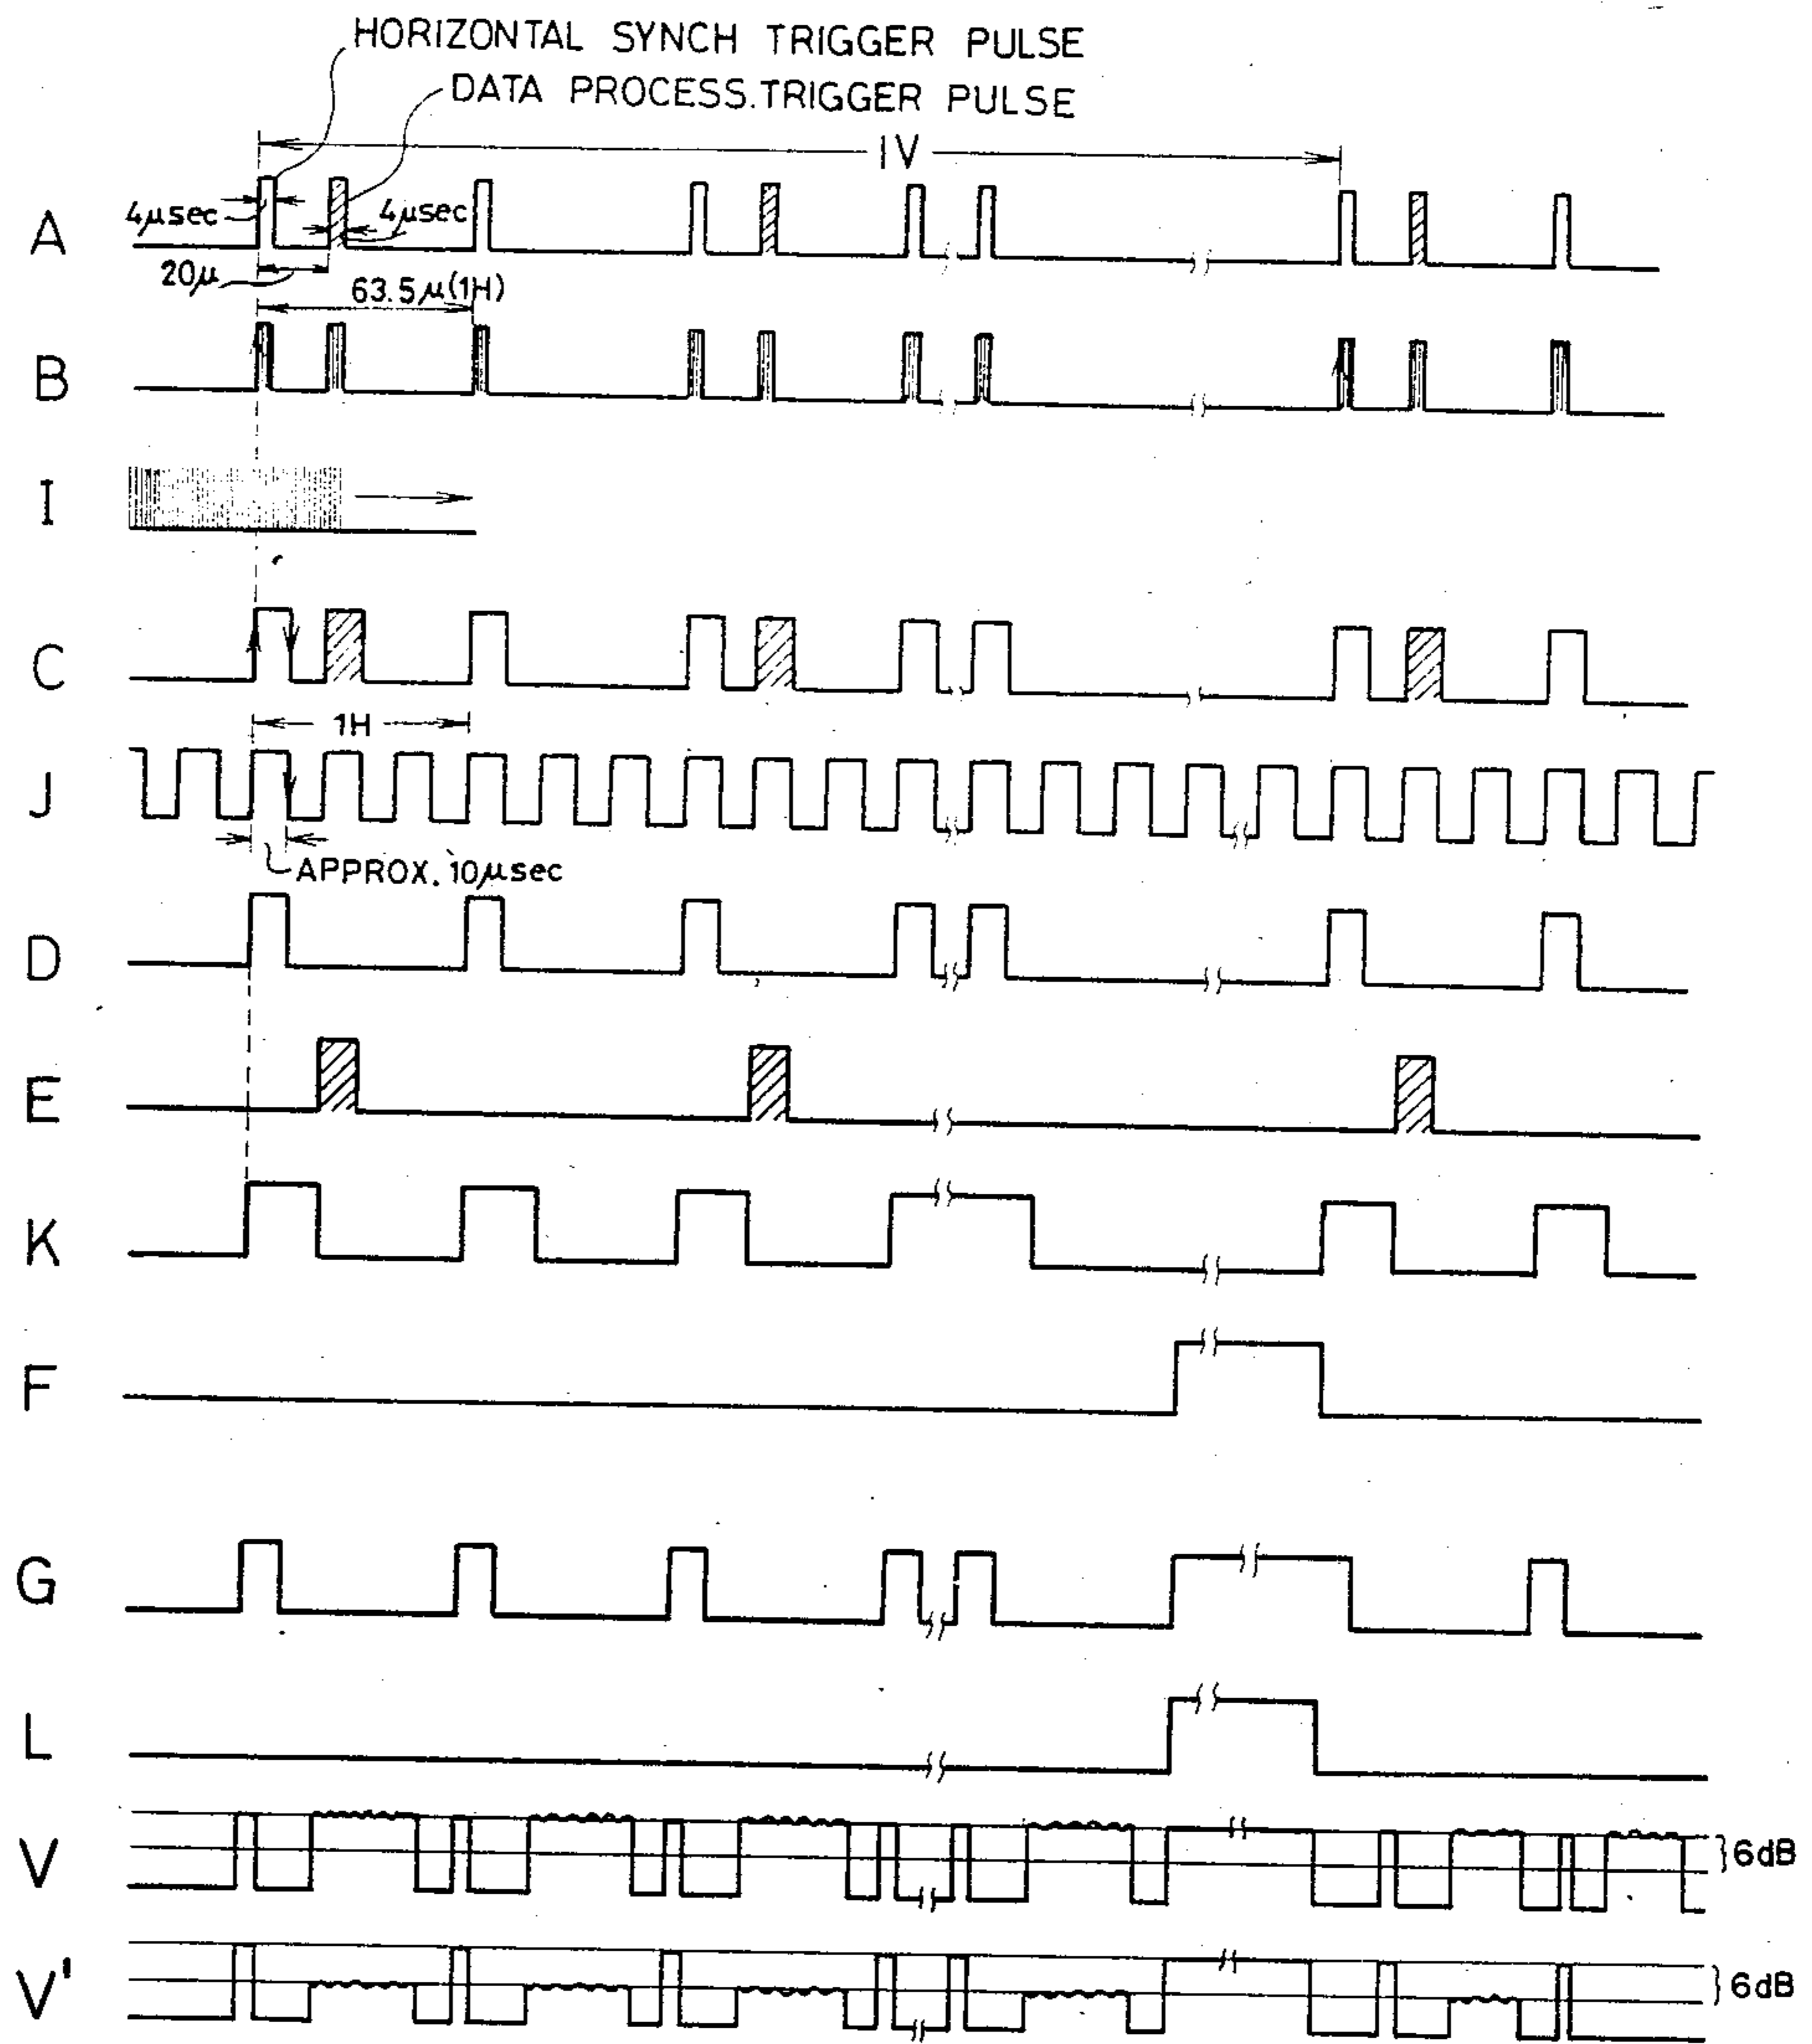 HORIZONTAL SYNCH TRIGGER PULSE
DATA PROCESS. TRIGGER PULSE
1V
A
4μsec
4μsec
20μ
63.5μ(1H)
B
I
C
1H
J
APPROX. 10μsec
D
E
K
F
G
L
V
6dB
V'
6dB